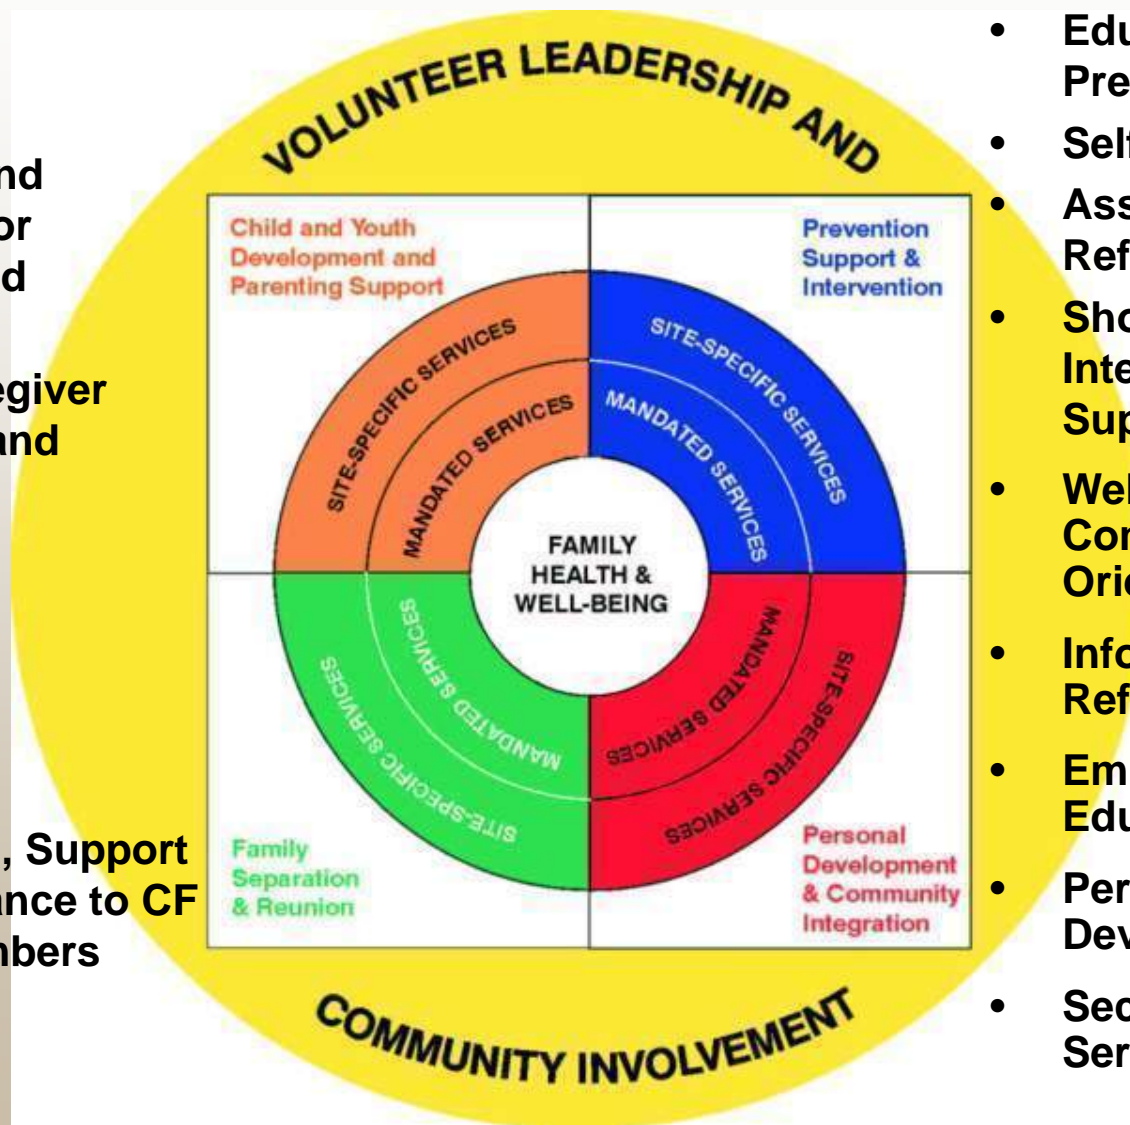 VOLUNTEER LEADERSHIP AND
or
egiver
and
, Support
to CF
Child and Youth
Development and
Parenting Support
Prevention
Support &
Intervention
SITE-SPECIFIC SERVICES
MANDATED SERVICES
SITE-SPECIFIC SERVICES
MANDATED SERVICES
FAMILY
HEALTH &
WELL-BEING
MANDATED SERVICES
SITE-SPECIFIC SERVICES
MANDATED SERVICES
SITE-SPECIFIC SERVICES
Family
Separation
& Reunion
Personal
Development
& Community
Integration
COMMUNITY INVOLVEMENT
• Edu
Pre
• Self
• Ass
Ref
• Sho
Inte
Sup
• Wel
Con
Orie
• Info
Ref
• Em
Edu
• Per
Dev
• Sec
Ser